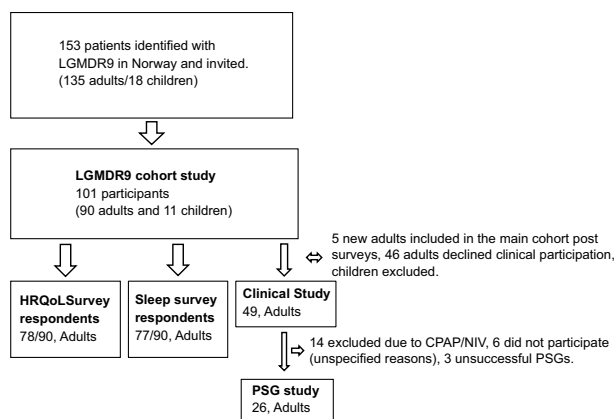 153 patients identified with
LGMDR9 in Norway and invited.
(135 adults/18 children)
LGMDR9 cohort study
101 participants
(90 adults and 11 children)
5 new adults included in the main cohort post
surveys, 46 adults declined clinical participation,
children excluded.
HRQoLSurvey
respondents
78/90, Adults
Sleep survey
respondents
77/90, Adults
Clinical Study
49, Adults
14 excluded due to CPAP/NIV, 6 did not participate
(unspecified reasons), 3 unsuccessful PSGs.
PSG study
26, Adults